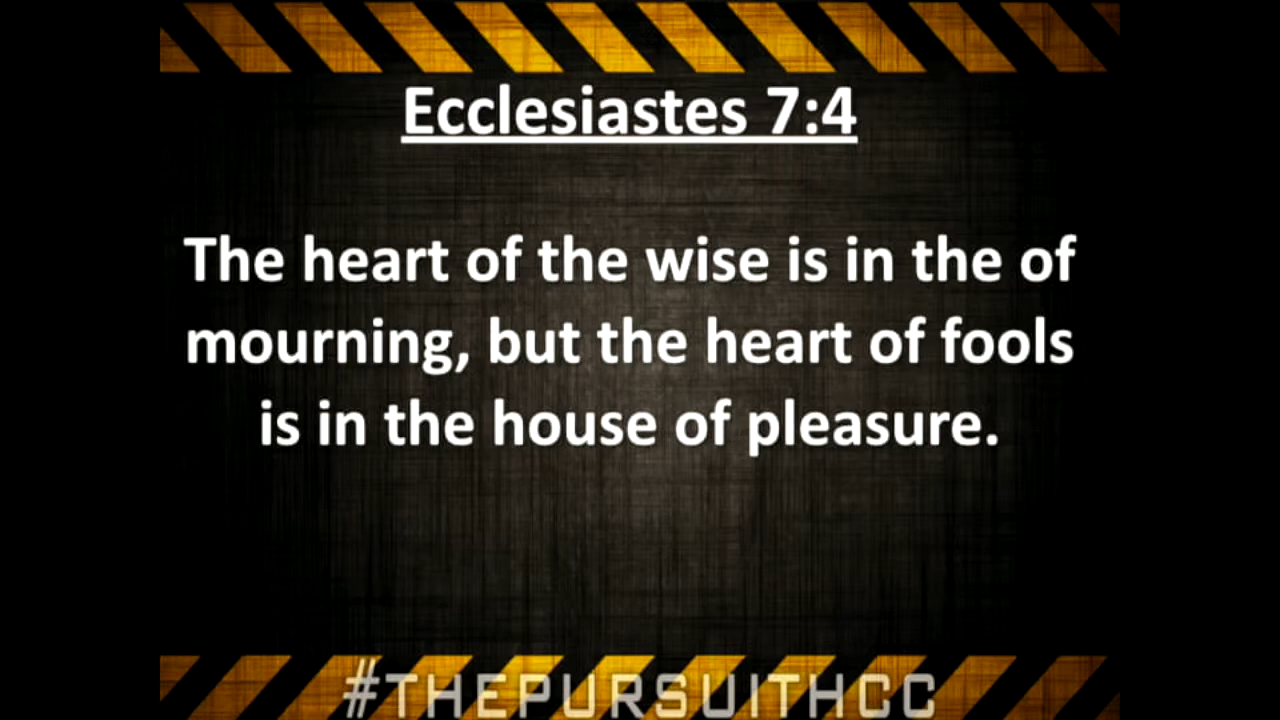 Ecclesiastes 7:4
The heart of the wise is in the of
mourning, but the heart of fools
is in the house of pleasure.
#THEPURSUITHCC